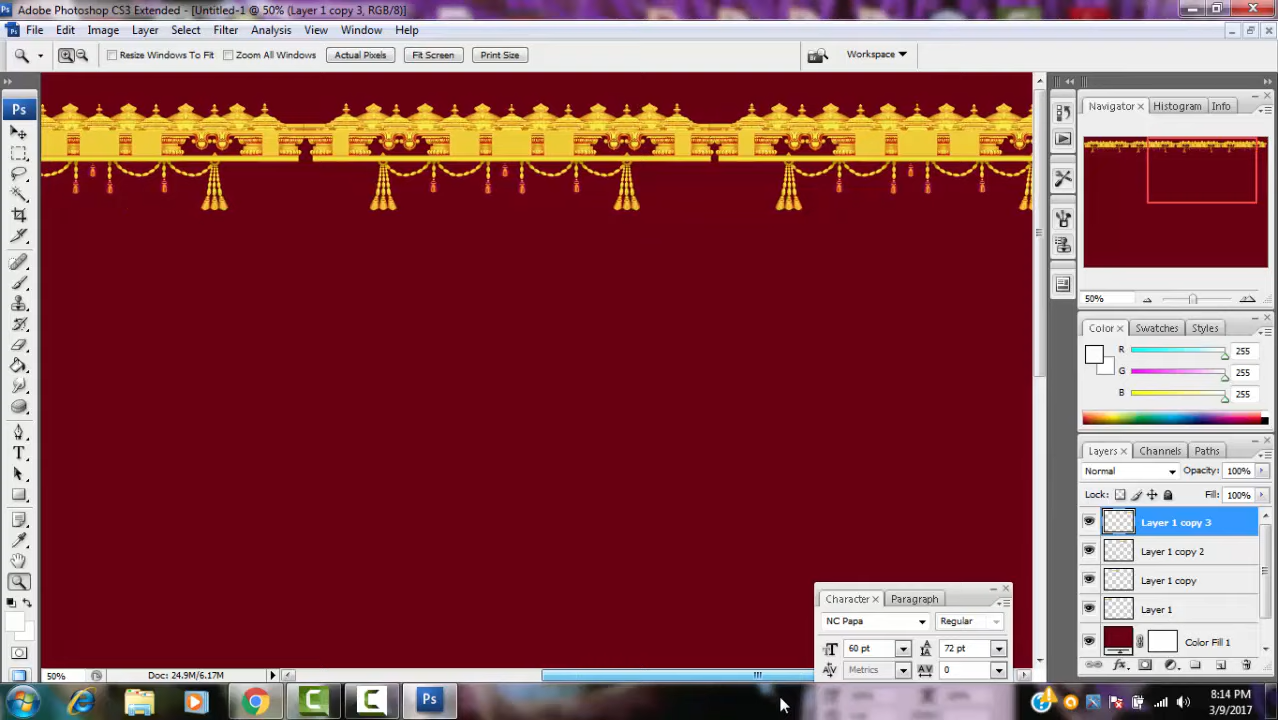 Ps Adobe Photoshop CS3 Extended - [Untitled-1 @ 50% (Layer 1 copy 3, RGB/8)]
File Edit Image Layer Select Filter Analysis View Window Help
Resize Windows To Fit Zoom All Windows Actual Pixels Fit Screen Print Size Workspace
Ps
Navigator Histogram Info
50%
Color Swatches Styles
R 255
G 255
B 255
Layers Channels Paths
Normal Opacity: 100%
Lock: Fill: 100%
Layer 1 copy 3
Layer 1 copy 2
Layer 1 copy
Layer 1
Color Fill 1
Character Paragraph
NC Papa Regular
60 pt 72 pt
Metrics 0
50% Doc: 24.9M/6.17M
Ps
8:14 PM
3/9/2017